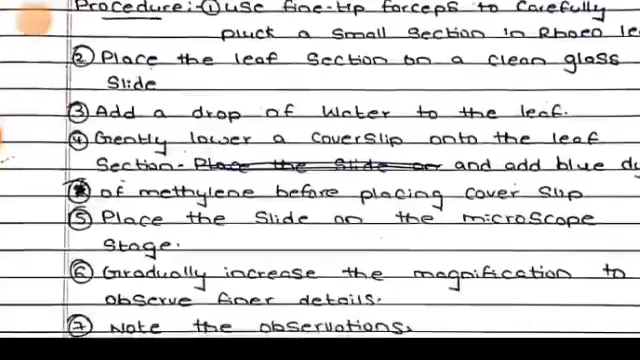 Procedure:- ① use fine-tip forceps to carefully
pluck a small section in Rhoeo
② Place the leaf section on a clean glass
slide
③ Add a drop of water to the leaf.
④ Gently lower a coverslip onto the leaf
section. Place the slide on and add blue
of methylene before placing cover slip
⑤ Place the slide on the microscope
stage.
⑥ Gradually increase the magnification to
observe finer details.
⑦ Note the observations.